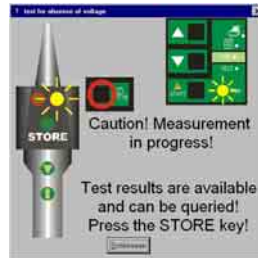 test for absence of voltage
STORE
Caution! Measurement
in progress!
Test results are available
and can be queried!
Press the STORE key!